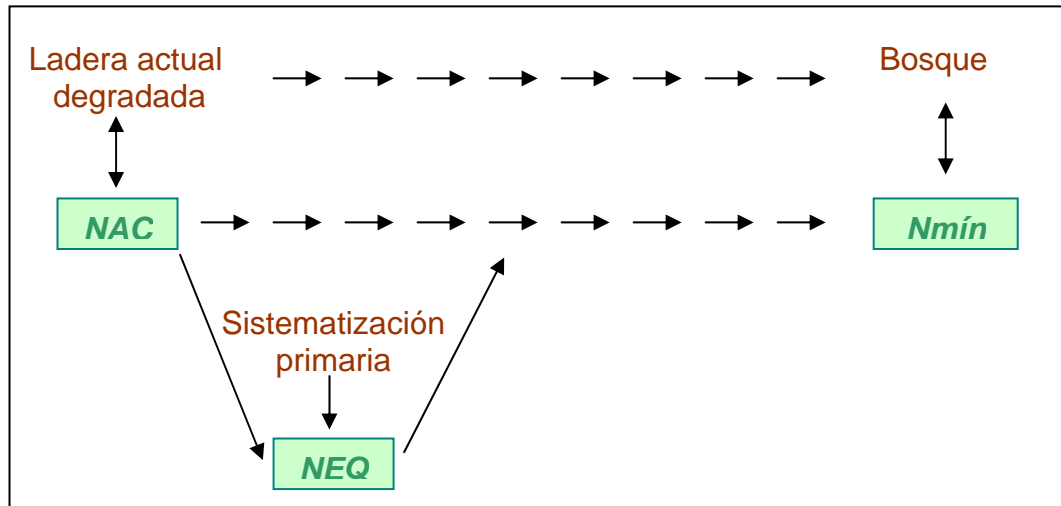 Ladera actual
degradada
Bosque
NAC
Nmín
Sistematización
primaria
NEQ